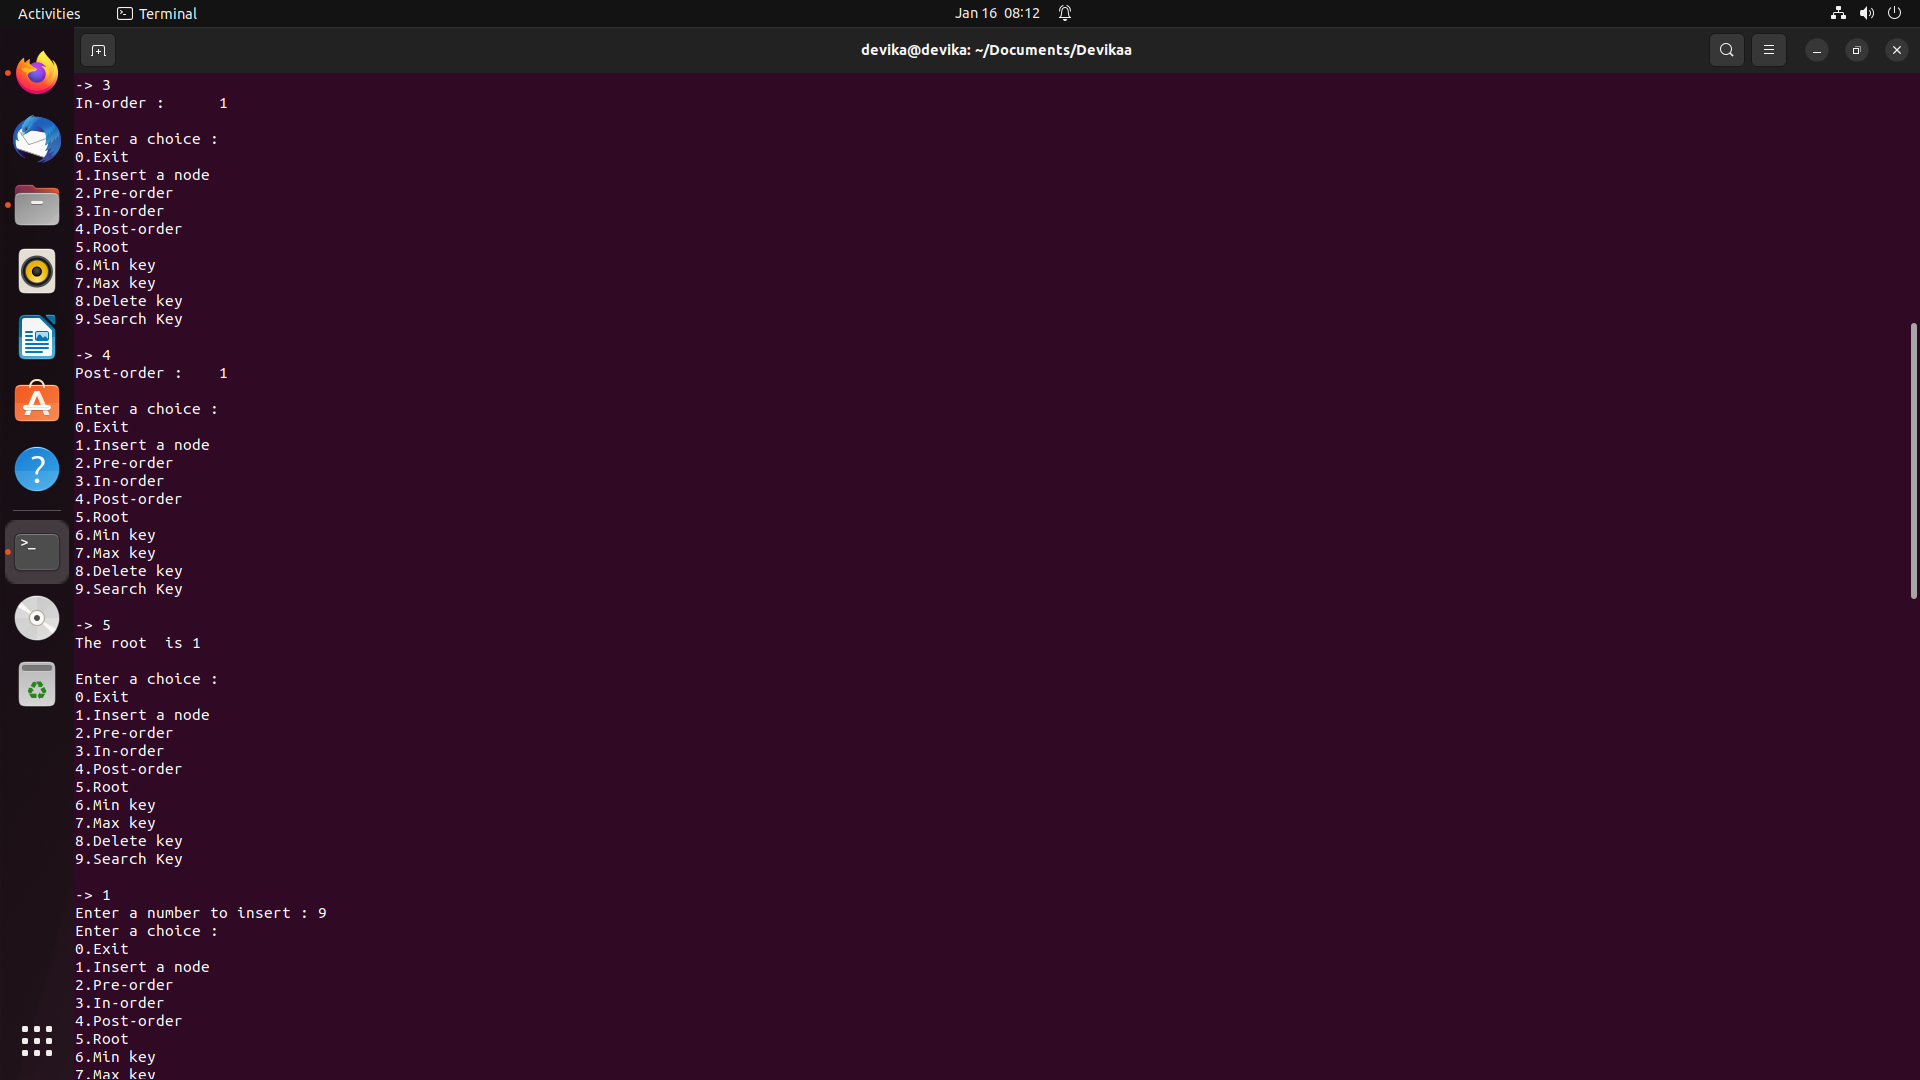 Activities
Terminal
Jan 16 08:12
devika@devika: ~/Documents/Devikaa
-> 3
In-order :      1
Enter a choice :
0.Exit
1.Insert a node
2.Pre-order
3.In-order
4.Post-order
5.Root
6.Min key
7.Max key
8.Delete key
9.Search Key
-> 4
Post-order :    1
Enter a choice :
0.Exit
1.Insert a node
2.Pre-order
3.In-order
4.Post-order
5.Root
6.Min key
7.Max key
8.Delete key
9.Search Key
-> 5
The root  is 1
Enter a choice :
0.Exit
1.Insert a node
2.Pre-order
3.In-order
4.Post-order
5.Root
6.Min key
7.Max key
8.Delete key
9.Search Key
-> 1
Enter a number to insert : 9
Enter a choice :
0.Exit
1.Insert a node
2.Pre-order
3.In-order
4.Post-order
5.Root
6.Min key
7.Max key